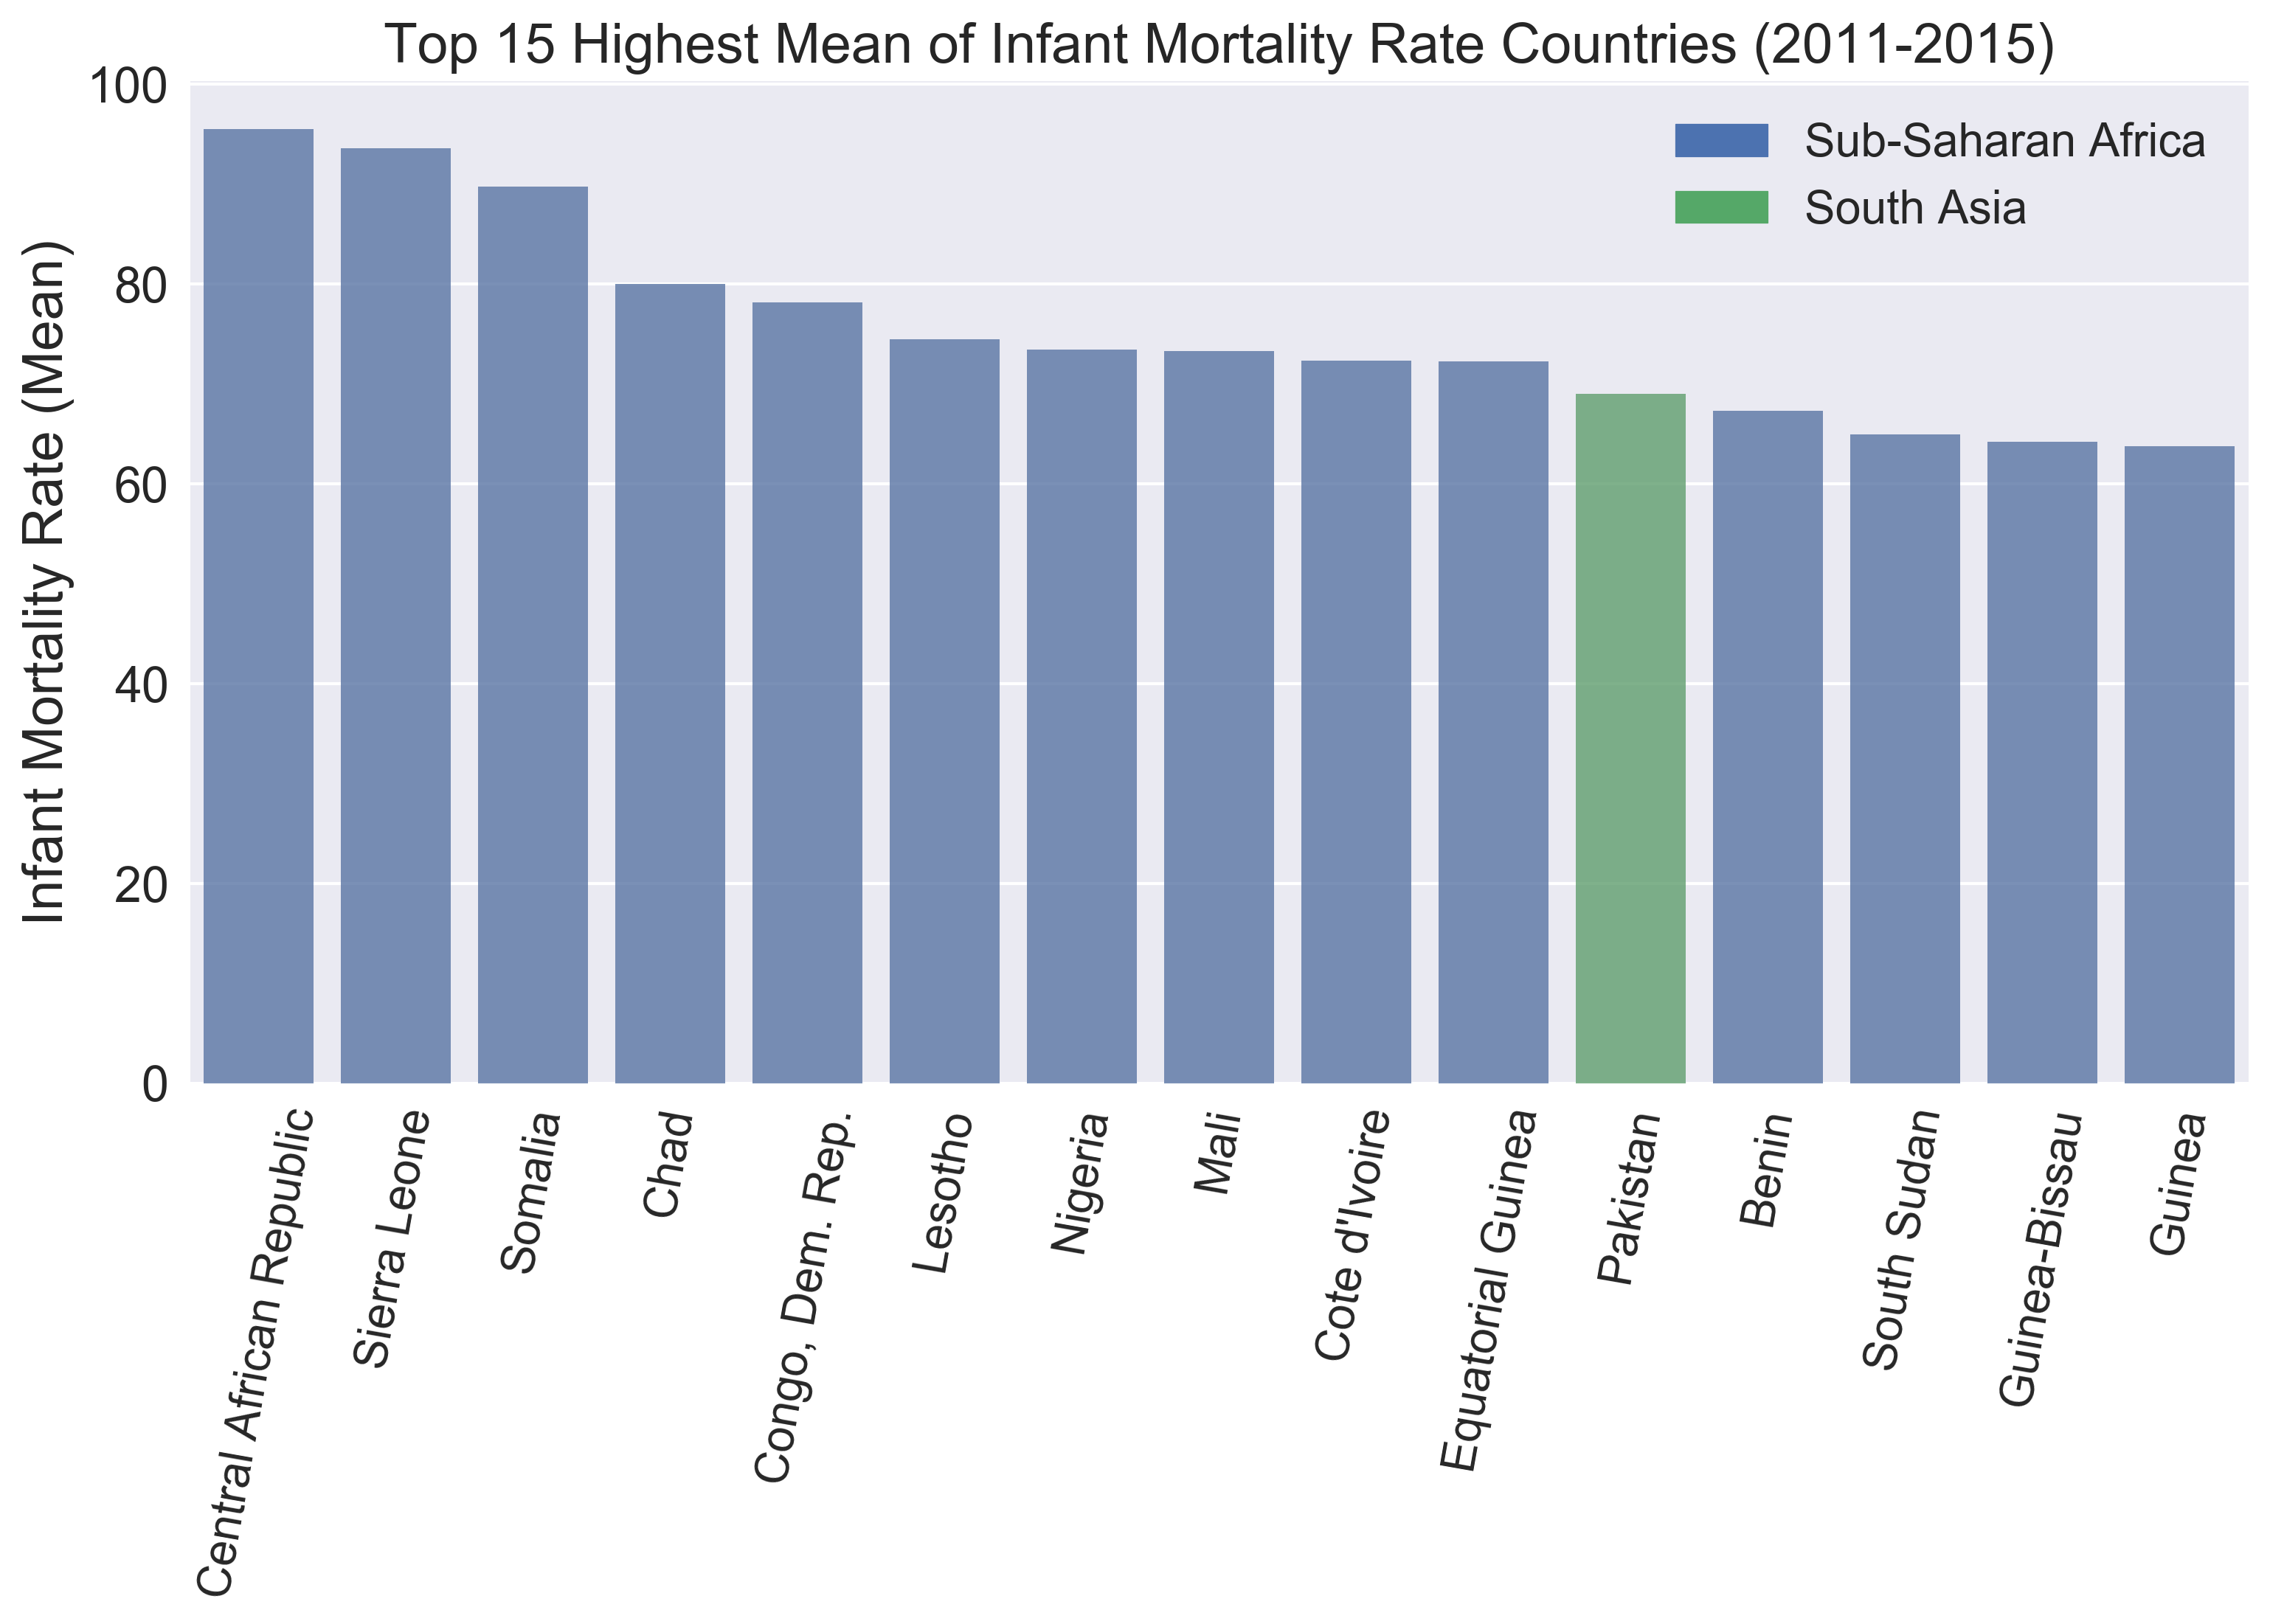 Top 15 Highest Mean of Infant Mortality Rate Countries (2011-2015)
Infant Mortality Rate (Mean)
100
80
60
40
20
0
Sub-Saharan Africa
South Asia
Central African Republic
Sierra Leone
Somalia
Chad
Congo, Dem. Rep.
Lesotho
Nigeria
Mali
Cote d'Ivoire
Equatorial Guinea
Pakistan
Benin
South Sudan
Guinea-Bissau
Guinea